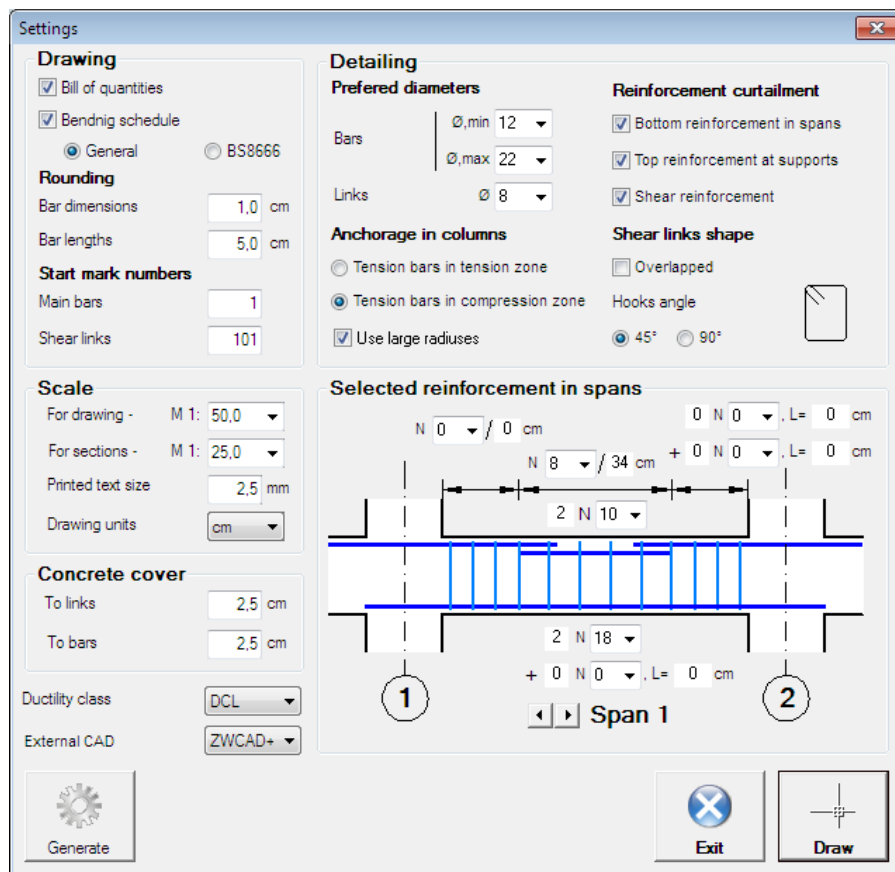 Settings
Drawing
Bill of quantities
Bendnig schedule
General BS8666
Rounding
Bar dimensions 1,0 cm
Bar lengths 5,0 cm
Start mark numbers
Main bars 1
Shear links 101
Detailing
Prefered diameters
Bars Ø,min 12
Ø,max 22
Links Ø 8
Anchorage in columns
Tension bars in tension zone
Tension bars in compression zone
Use large radiuses
Reinforcement curtailment
Bottom reinforcement in spans
Top reinforcement at supports
Shear reinforcement
Shear links shape
Overlapped
Hooks angle
45° 90°
Scale
For drawing - M 1: 50,0
For sections - M 1: 25,0
Printed text size 2,5 mm
Drawing units cm
Concrete cover
To links 2,5 cm
To bars 2,5 cm
Ductility class DCL
External CAD ZWCAD+
Selected reinforcement in spans
0 N 0 , L= 0 cm
N 0 / 0 cm
+ 0 N 0 , L= 0 cm
N 8 / 34 cm
2 N 10
2 N 18
+ 0 N 0 , L= 0 cm
1 2
Span 1
Generate
Exit
Draw